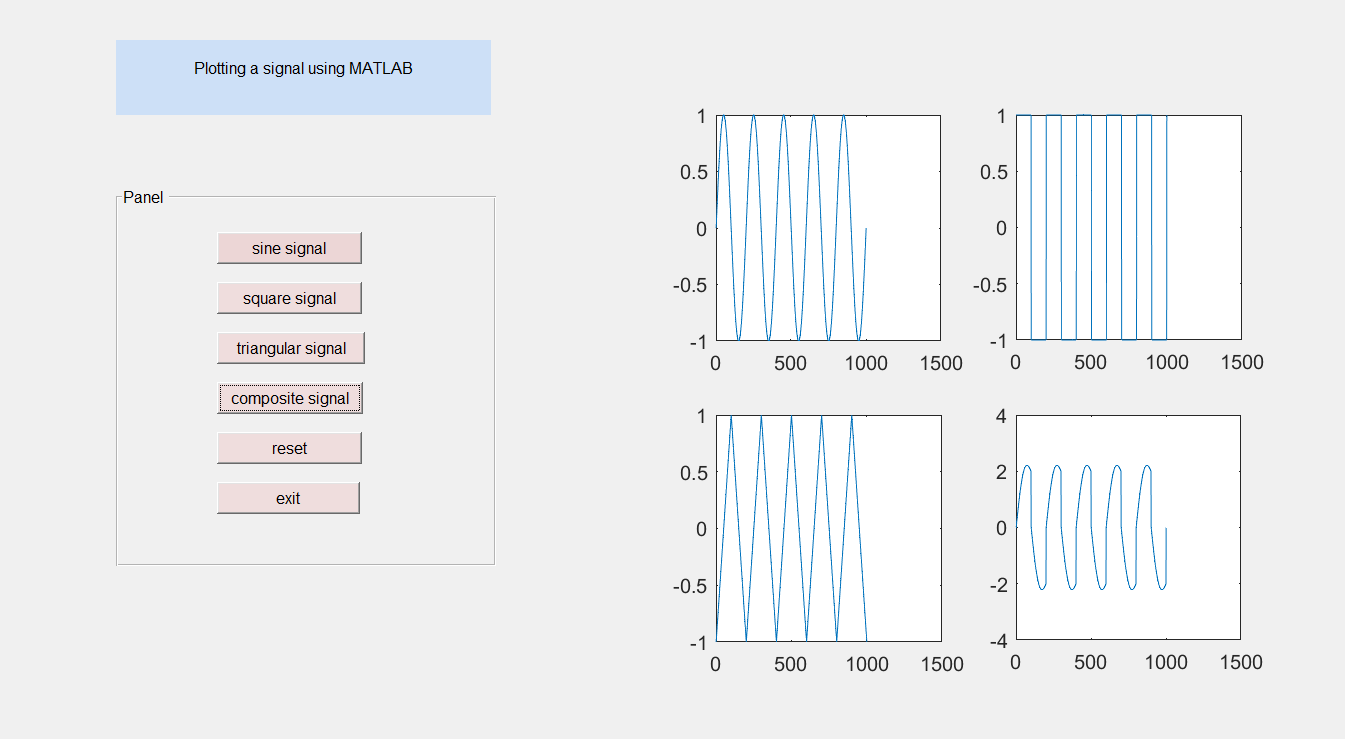 Plotting a signal using MATLAB
Panel
sine signal
square signal
triangular signal
composite signal
reset
exit
1
0.5
0
-0.5
-1
0 500 1000 1500
1
0.5
0
-0.5
-1
0 500 1000 1500
1
0.5
0
-0.5
-1
0 500 1000 1500
4
2
0
-2
-4
0 500 1000 1500